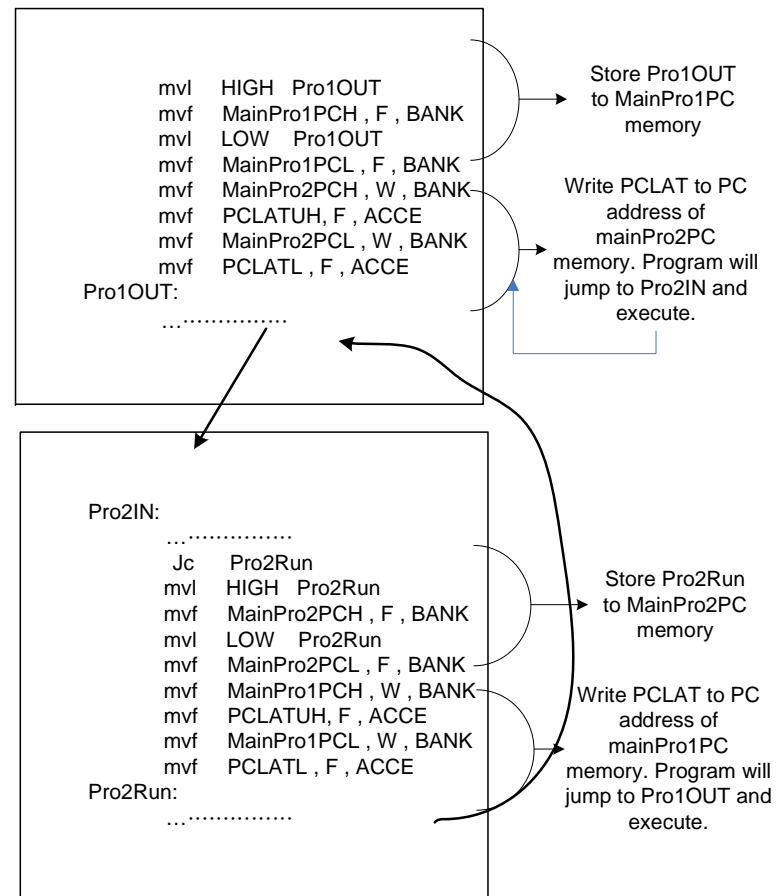 mvl HIGH Pro1OUT
mvf MainPro1PCH , F , BANK
mvl LOW Pro1OUT
mvf MainPro1PCL , F , BANK
mvf MainPro2PCH , W , BANK
mvf PCLATUH, F , ACCE
mvf MainPro2PCL , W , BANK
mvf PCLATL , F , ACCE
Pro1OUT:
...···············
Store Pro1OUT
to MainPro1PC
memory
Write PCLAT to PC
address of
mainPro2PC
memory. Program will
jump to Pro2IN and
execute.
Pro2IN:
...···············
Jc Pro2Run
mvl HIGH Pro2Run
mvf MainPro2PCH , F , BANK
mvl LOW Pro2Run
mvf MainPro2PCL , F , BANK
mvf MainPro1PCH , W , BANK
mvf PCLATUH, F , ACCE
mvf MainPro1PCL , W , BANK
mvf PCLATL , F , ACCE
Pro2Run:
...···············
Store Pro2Run
to MainPro2PC
memory
Write PCLAT to PC
address of
mainPro1PC
memory. Program will
jump to Pro1OUT and
execute.